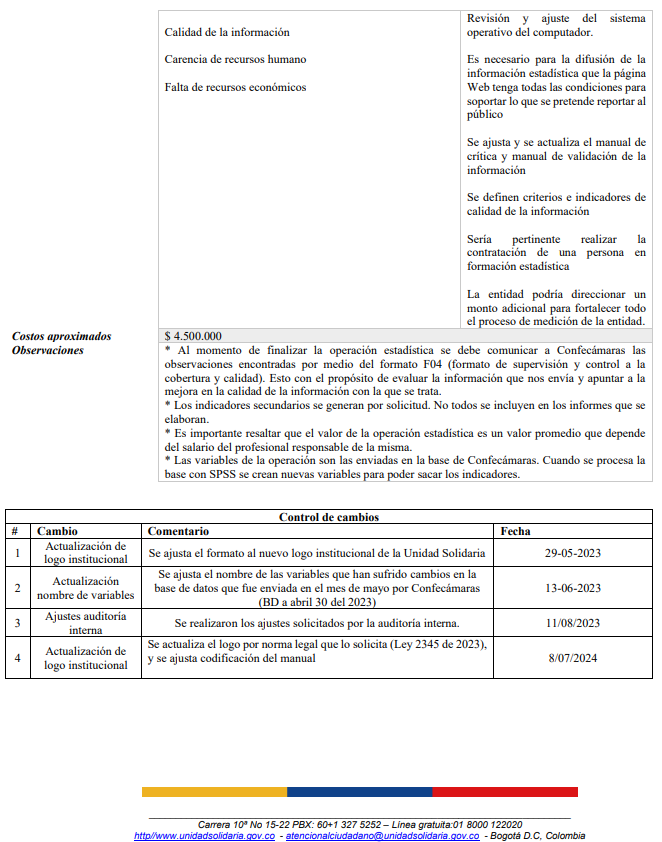 Calidad de la información
Carencia de recursos humano
Falta de recursos económicos
Revisión y ajuste del sistema
operativo del computador.
Es necesario para la difusión de la
información estadística que la página
Web tenga todas las condiciones para
soportar lo que se pretende reportar al
público
Se ajusta y se actualiza el manual de
crítica y manual de validación de la
información
Se definen criterios e indicadores de
calidad de la información
Sería pertinente realizar la
contratación de una persona en
formación estadística
La entidad podría direccionar un
monto adicional para fortalecer todo
el proceso de medición de la entidad.
Costos aproximados
$ 4.500.000
Observaciones
* Al momento de finalizar la operación estadística se debe comunicar a Confecámaras las
observaciones encontradas por medio del formato F04 (formato de supervisión y control a la
cobertura y calidad). Esto con el propósito de evaluar la información que nos envía y apuntar a la
mejora en la calidad de la información con la que se trata.
* Los indicadores secundarios se generan por solicitud. No todos se incluyen en los informes que se
elaboran.
* Es importante resaltar que el valor de la operación estadística es un valor promedio que depende
del salario del profesional responsable de la misma.
* Las variables de la operación son las enviadas en la base de Confecámaras. Cuando se procesa la
base con SPSS se crean nuevas variables para poder sacar los indicadores.
Control de cambios
# Cambio Comentario Fecha
1 Actualización de logo institucional Se ajusta el formato al nuevo logo institucional de la Unidad Solidaria 29-05-2023
2 Actualización nombre de variables Se ajusta el nombre de las variables que han sufrido cambios en la
base de datos que fue enviada en el mes de mayo por Confecámaras
(BD a abril 30 del 2023) 13-06-2023
3 Ajustes auditoría interna Se realizaron los ajustes solicitados por la auditoría interna. 11/08/2023
4 Actualización de logo institucional Se actualiza el logo por norma legal que lo solicita (Ley 2345 de 2023),
y se ajusta codificación del manual 8/07/2024
Carrera 10ª No 15-22 PBX: 60+1 327 5252 – Línea gratuita:01 8000 122020
http//www.unidadsolidaria.gov.co - atencionalciudadano@unidadsolidaria.gov.co - Bogotá D.C, Colombia